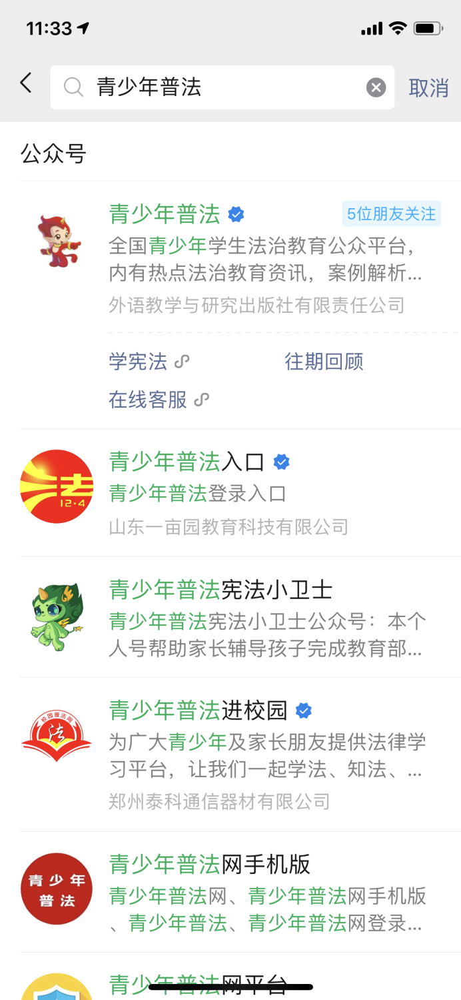 11:33
青少年普法
取消
公众号
青少年普法
5位朋友关注
全国青少年学生法治教育公众平台，
内有热点法治教育资讯，案例解析...
外语教学与研究出版社有限责任公司
学宪法
往期回顾
在线客服
法
12·4
青少年普法入口
青少年普法登录入口
山东一亩园教育科技有限公司
青少年普法宪法小卫士
青少年普法宪法小卫士公众号：本个
人号帮助家长辅导孩子完成教育部...
校园普法网
法
青少年普法进校园
为广大青少年及家长朋友提供法律学
习平台，让我们一起学法、知法、...
郑州泰科通信器材有限公司
青少年
普法
青少年普法网手机版
青少年普法网、青少年普法网手机版
、青少年普法、青少年普法网登录...
青少年普法网平台